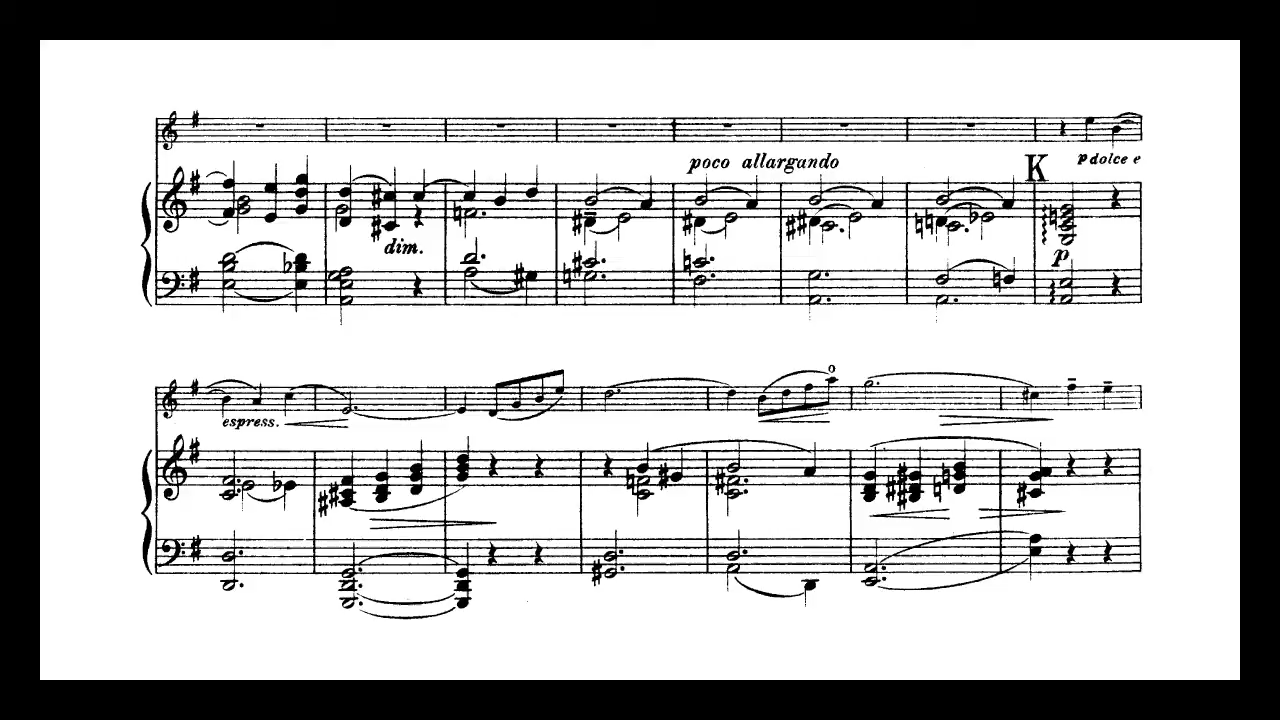 poco allargando
K
p dolce e
dim.
p
espress.